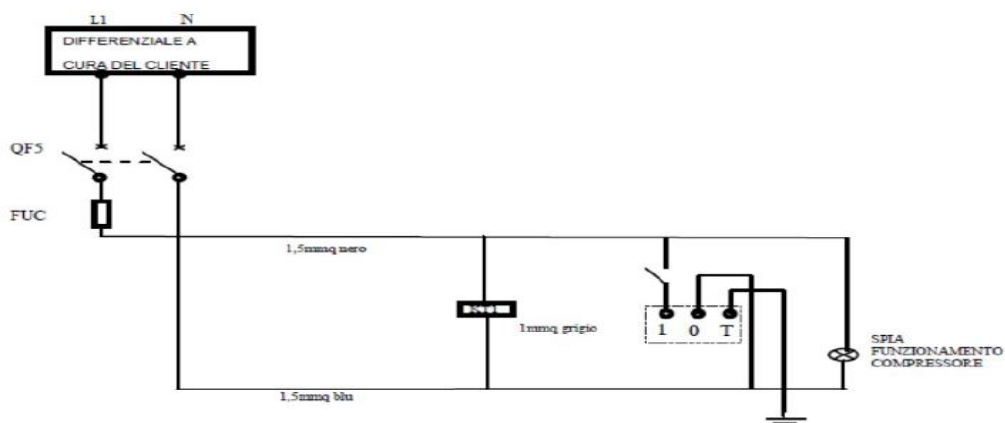 L1 N
DIFFERENZIALE A
CURA DEL CLIENTE
QF5
FUC
1,5mmq nero
1mmq grigio
1 0 T
SPIA
FUNZIONAMENTO
COMPRESSORE
1,5mmq blu